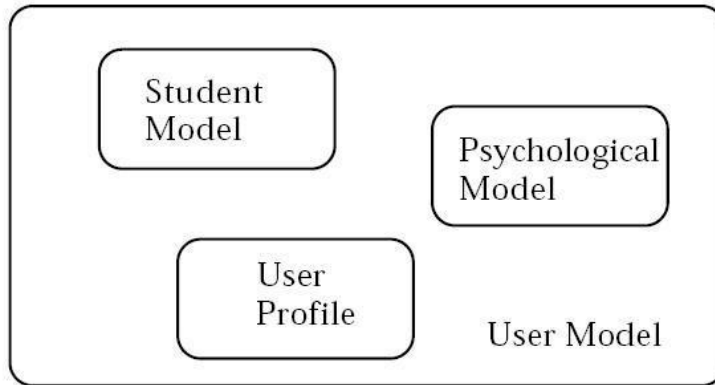 Student
Model
Psychological
Model
User
Profile
User Model